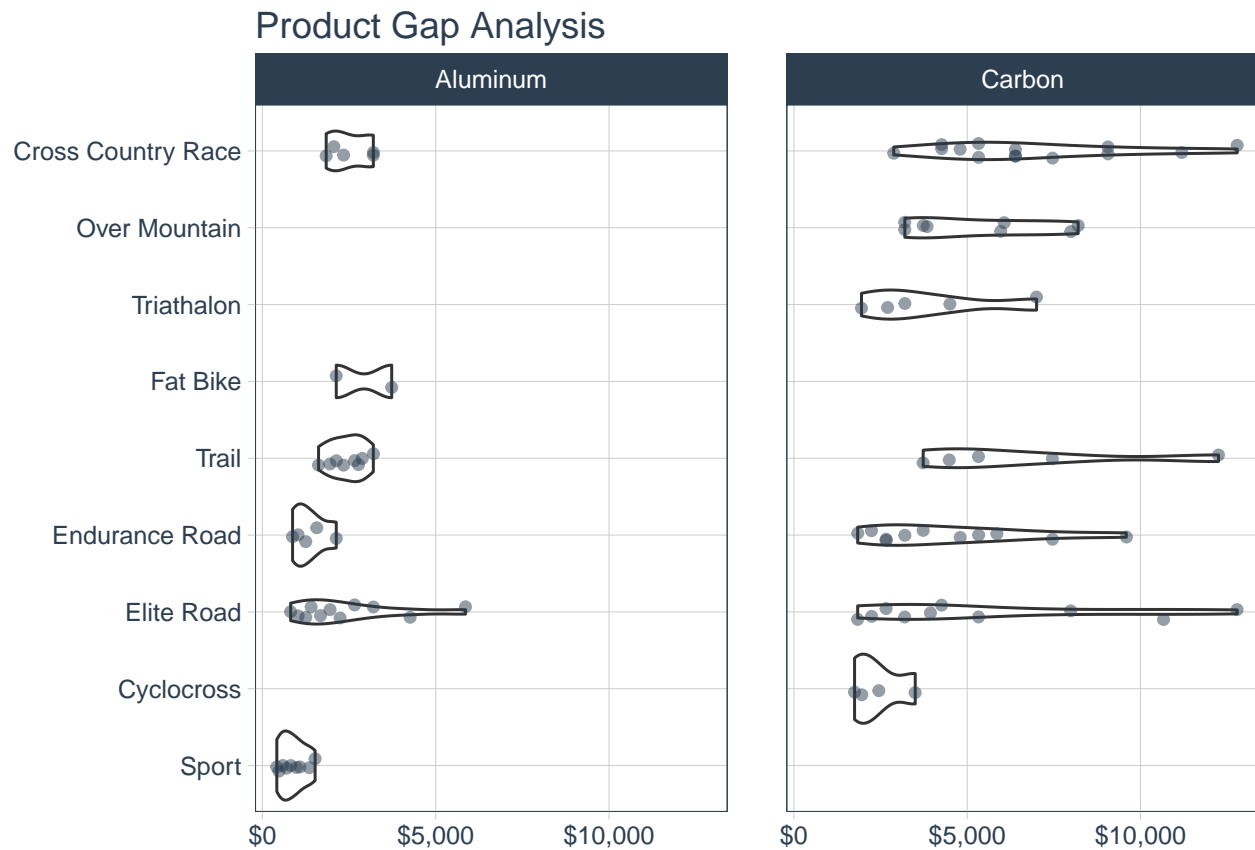 Product Gap Analysis
Aluminum
Carbon
Cross Country Race
Over Mountain
Triathalon
Fat Bike
Trail
Endurance Road
Elite Road
Cyclocross
Sport
$0 $5,000 $10,000
$0 $5,000 $10,000